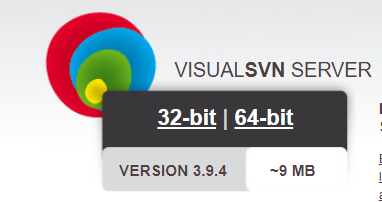 VISUALSVN SERVER
32-bit | 64-bit
VERSION 3.9.4 ~9 MB